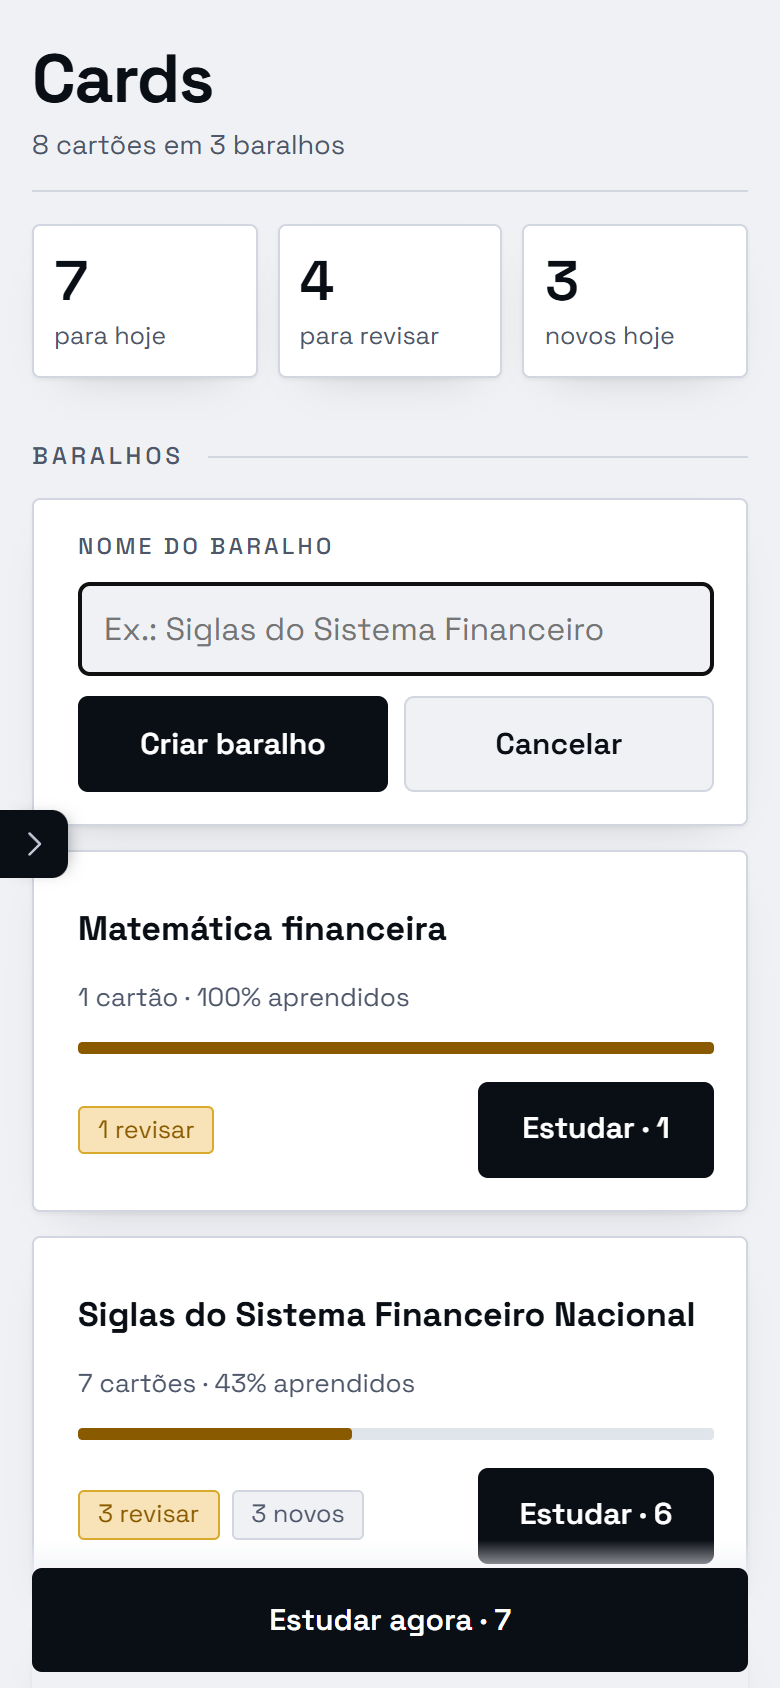 Cards
8 cartões em 3 baralhos
7
para hoje
4
para revisar
3
novos hoje
BARALHOS
NOME DO BARALHO
Ex.: Siglas do Sistema Financeiro
Criar baralho
Cancelar
Matemática financeira
1 cartão · 100% aprendidos
1 revisar
Estudar · 1
Siglas do Sistema Financeiro Nacional
7 cartões · 43% aprendidos
3 revisar
3 novos
Estudar · 6
Estudar agora · 7